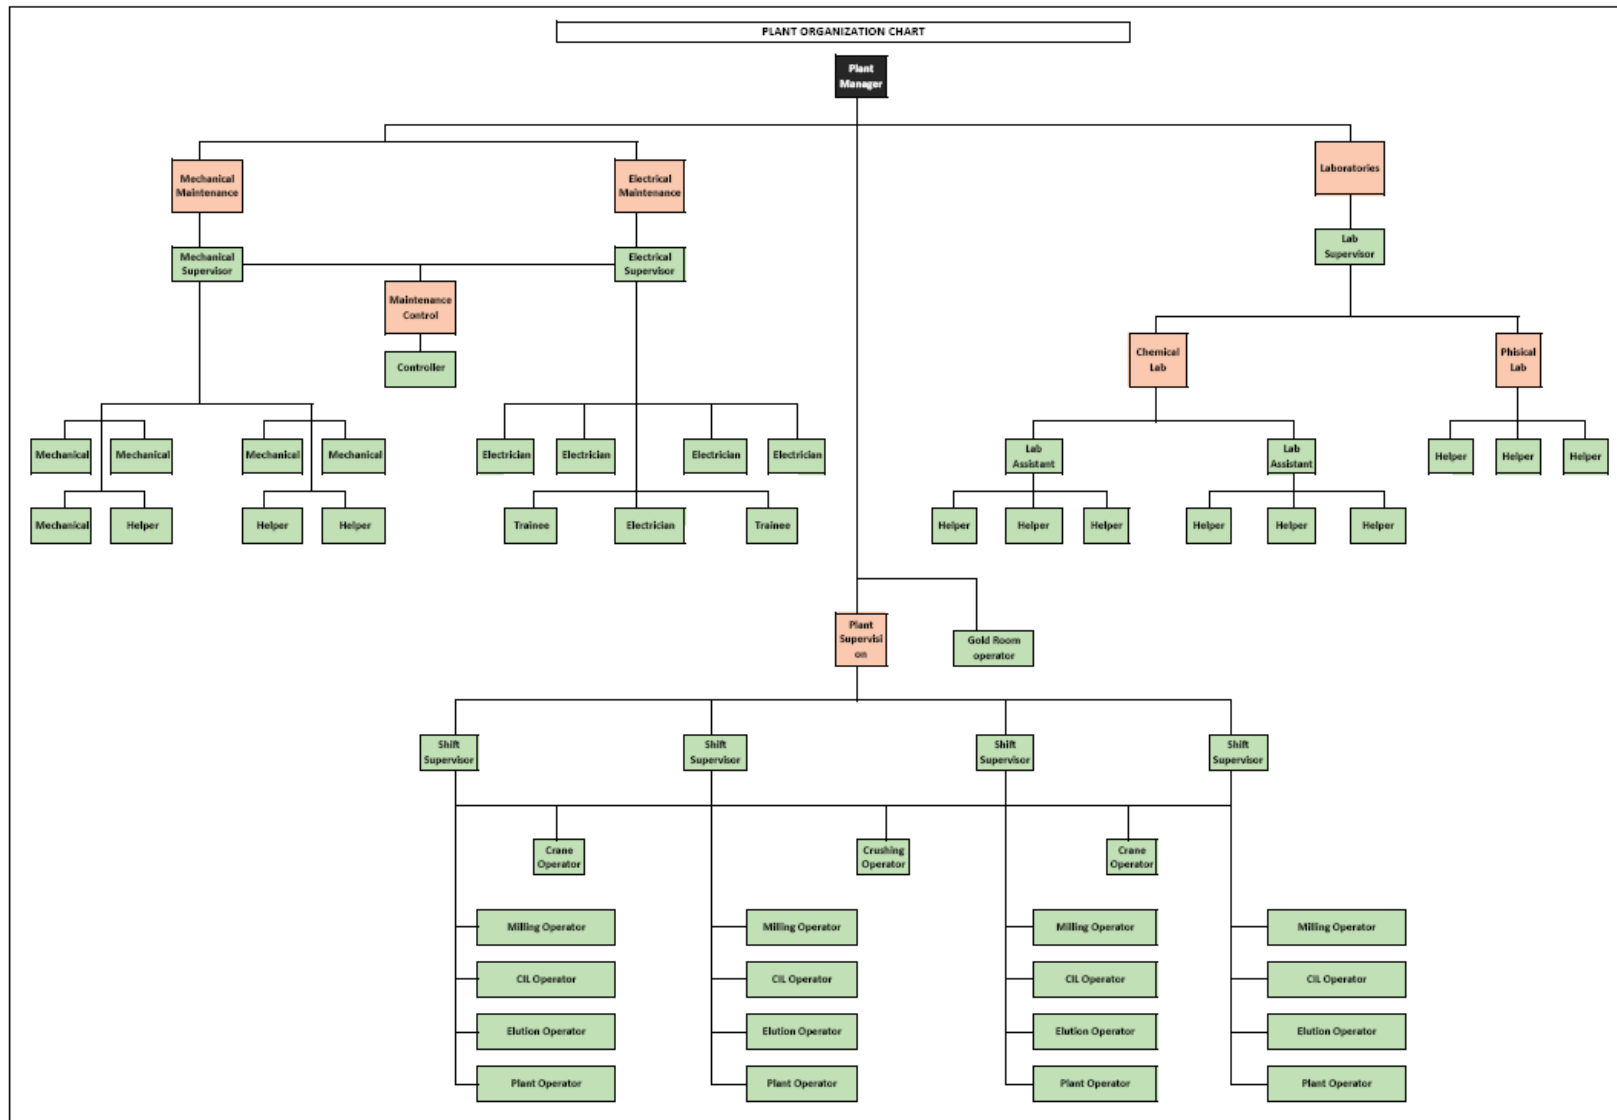 PLANT ORGANIZATION CHART
Plant
Manager
Mechanical
Maintenance
Electrical
Maintenance
Laboratories
Mechanical
Supervisor
Electrical
Supervisor
Lab
Supervisor
Maintenance
Control
Controller
Chemical
Lab
Phisical
Lab
Mechanical
Mechanical
Mechanical
Mechanical
Electrician
Electrician
Electrician
Electrician
Lab
Assistant
Lab
Assistant
Helper
Helper
Helper
Mechanical
Helper
Helper
Helper
Trainee
Electrician
Trainee
Helper
Helper
Helper
Helper
Helper
Helper
Plant
Supervisi
on
Gold Room
operator
Shift
Supervisor
Shift
Supervisor
Shift
Supervisor
Shift
Supervisor
Crane
Operator
Crushing
Operator
Crane
Operator
Milling Operator
Milling Operator
Milling Operator
Milling Operator
CIL Operator
CIL Operator
CIL Operator
CIL Operator
Elution Operator
Elution Operator
Elution Operator
Elution Operator
Plant Operator
Plant Operator
Plant Operator
Plant Operator